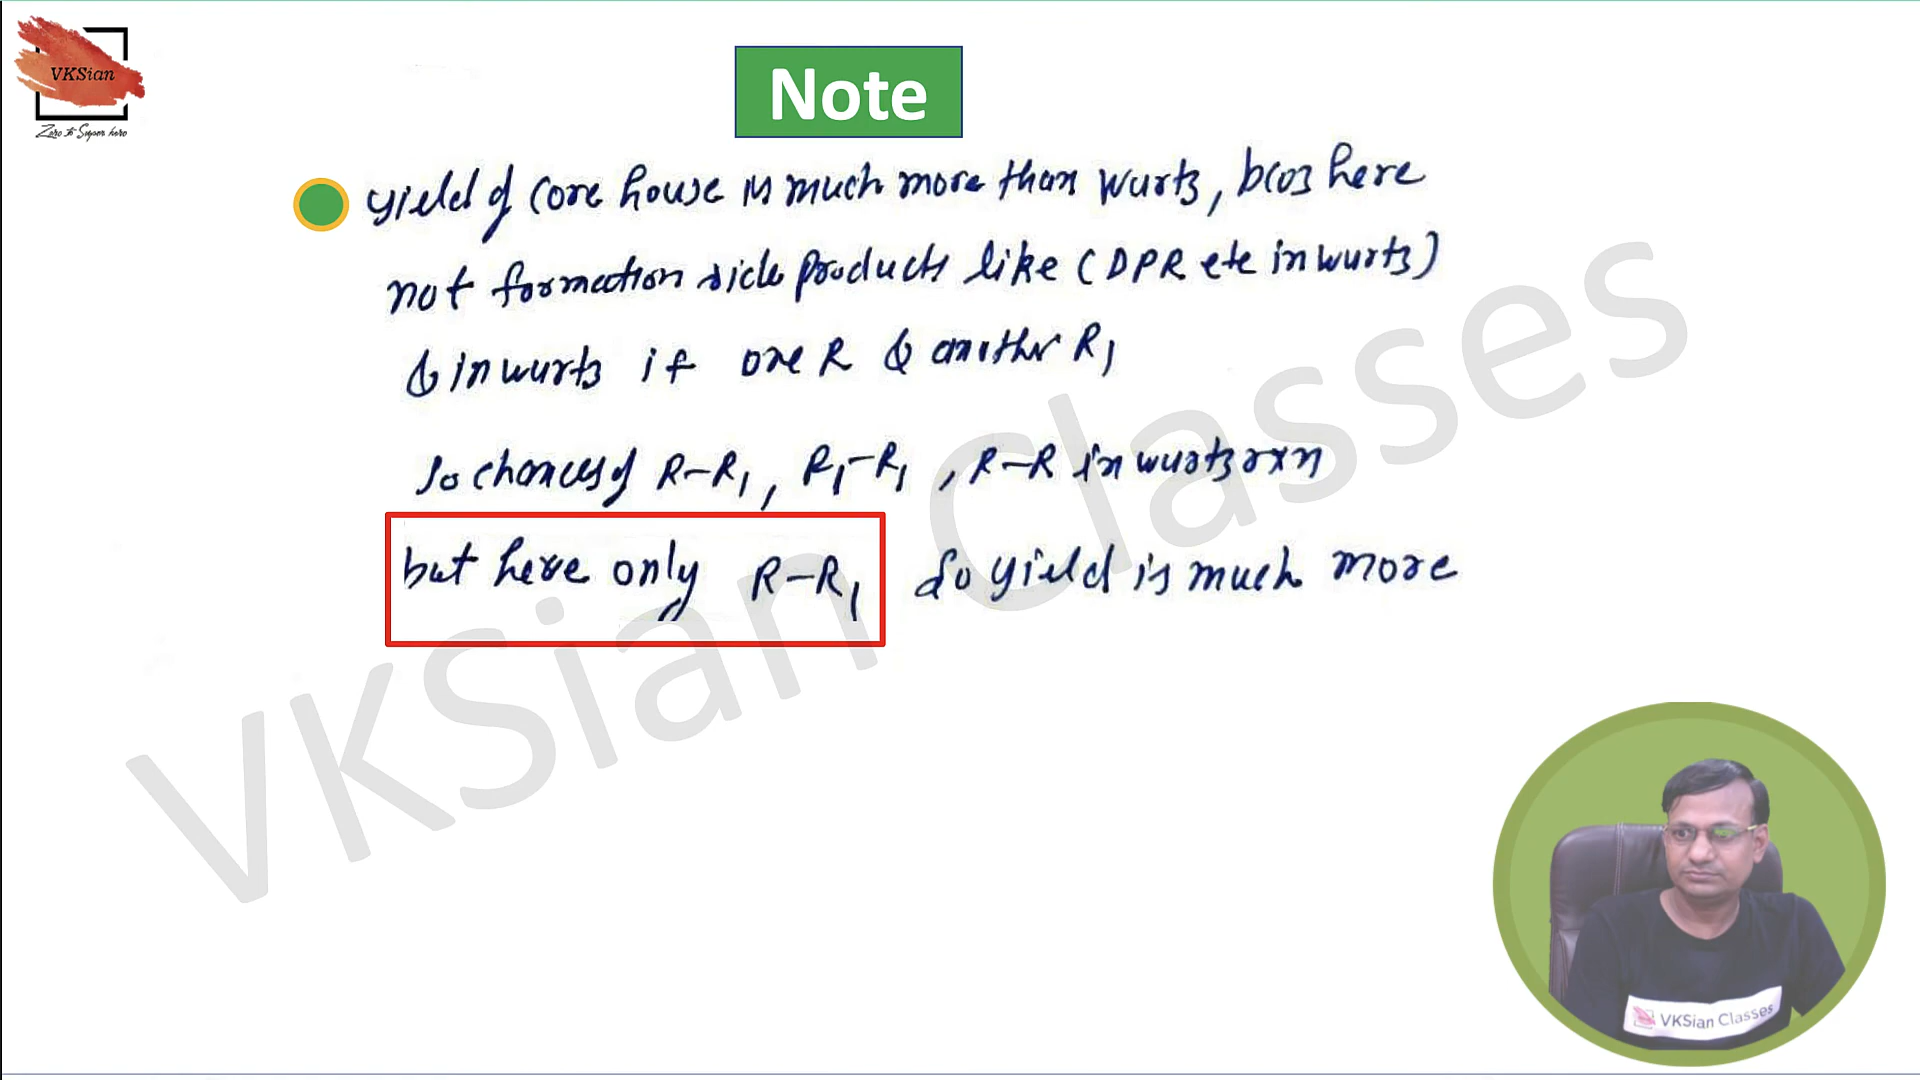 VKSian
Zero to Super hero
Note
yield of Core house is much more than wurtz, bcoz here
not formation side products like (DPR etc in wurtz)
& in wurtz if one R & another R1
So chances of R-R1, R1-R1, R-R in wurtz rxn
but here only R-R1 So yield is much more
VKSian Classes
VKSian Classes